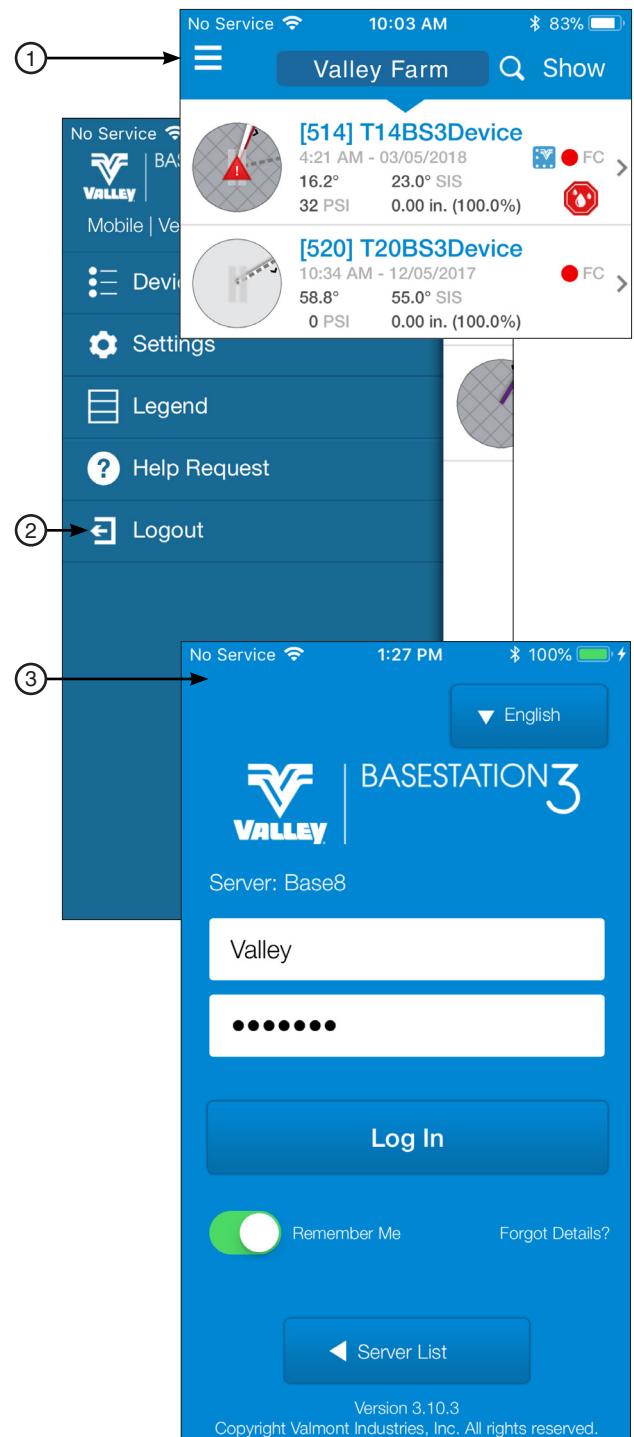 No Service 10:03 AM 83%
1
Valley Farm Show
[514] T14BS3Device
4:21 AM - 03/05/2018 FC
16.2° 23.0° SIS
32 PSI 0.00 in. (100.0%)
[520] T20BS3Device
10:34 AM - 12/05/2017 FC
58.8° 55.0° SIS
0 PSI 0.00 in. (100.0%)
No Service
VALLEY BA
Mobile | Ve
Devi
Settings
Legend
? Help Request
2
Logout
No Service 1:27 PM 100%
3
English
VALLEY BASESTATION3
Server: Base8
Valley
•••••••
Log In
Remember Me Forgot Details?
Server List
Version 3.10.3
Copyright Valmont Industries, Inc. All rights reserved.